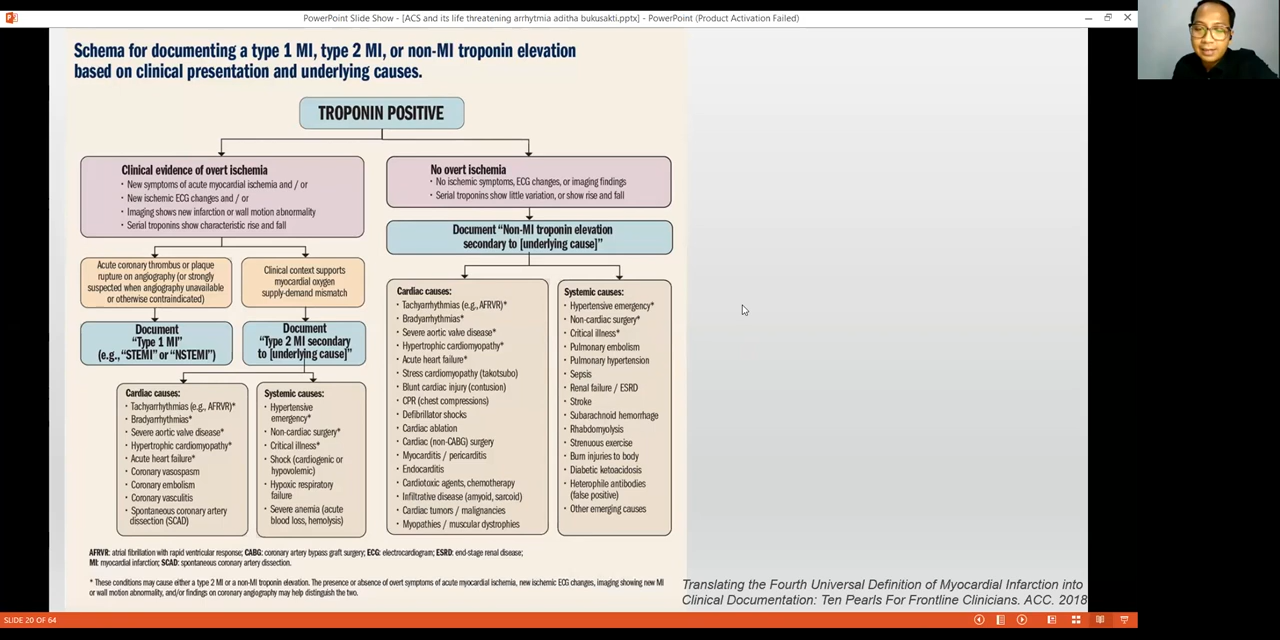 PowerPoint Slide Show - [ACS and its life threatening arrhytmia aditha bukusakti.pptx] - PowerPoint (Product Activation Failed)
Schema for documenting a type 1 MI, type 2 MI, or non-MI troponin elevation
based on clinical presentation and underlying causes.
TROPONIN POSITIVE
Clinical evidence of overt ischemia
• New symptoms of acute myocardial ischemia and / or
• New ischemic ECG changes and / or
• Imaging shows new infarction or wall motion abnormality
• Serial troponins show characteristic rise and fall
No overt ischemia
• No ischemic symptoms, ECG changes, or imaging findings
• Serial troponins show little variation, or show rise and fall
Document “Non-MI troponin elevation
secondary to [underlying cause]”
Acute coronary thrombus or plaque
rupture on angiography (or strongly
suspected when angiography unavailable
or otherwise contraindicated)
Clinical context supports
myocardial oxygen
supply-demand mismatch
Document
“Type 1 MI”
(e.g., “STEMI” or “NSTEMI”)
Document
“Type 2 MI secondary
to [underlying cause]”
Cardiac causes:
• Tachyarrhythmias (e.g., AFRVR)*
• Bradyarrhythmias*
• Severe aortic valve disease*
• Hypertrophic cardiomyopathy*
• Acute heart failure*
• Coronary vasospasm
• Coronary embolism
• Coronary vasculitis
• Spontaneous coronary artery
dissection (SCAD)
Systemic causes:
• Hypertensive
emergency*
• Non-cardiac surgery*
• Critical illness*
• Shock (cardiogenic or
hypovolemic)
• Hypoxic respiratory
failure
• Severe anemia (acute
blood loss, hemolysis)
Cardiac causes:
• Tachyarrhythmias (e.g., AFRVR)*
• Bradyarrhythmias*
• Severe aortic valve disease*
• Hypertrophic cardiomyopathy*
• Acute heart failure*
• Stress cardiomyopathy (takotsubo)
• Blunt cardiac injury (contusion)
• CPR (chest compressions)
• Defibrillator shocks
• Cardiac ablation
• Cardiac (non-CABG) surgery
• Myocarditis / pericarditis
• Endocarditis
• Cardiotoxic agents, chemotherapy
• Infiltrative disease (amyloid, sarcoid)
• Cardiac tumors / malignancies
• Myopathies / muscular dystrophies
Systemic causes:
• Hypertensive emergency*
• Non-cardiac surgery*
• Critical illness*
• Pulmonary embolism
• Pulmonary hypertension
• Sepsis
• Renal failure / ESRD
• Stroke
• Subarachnoid hemorrhage
• Rhabdomyolysis
• Strenuous exercise
• Burn injuries to body
• Diabetic ketoacidosis
• Heterophile antibodies
(false positive)
• Other emerging causes
AFRVR: atrial fibrillation with rapid ventricular response; CABG: coronary artery bypass graft surgery; ECG: electrocardiogram; ESRD: end-stage renal disease;
MI: myocardial infarction; SCAD: spontaneous coronary artery dissection.
* These conditions may cause either a type 2 MI or a non-MI troponin elevation. The presence or absence of overt symptoms of acute myocardial ischemia, new ischemic ECG changes, imaging showing new MI
or wall motion abnormality, and/or findings on coronary angiography may help distinguish the two.
Translating the Fourth Universal Definition of Myocardial Infarction into
Clinical Documentation: Ten Pearls For Frontline Clinicians. ACC. 2018
SLIDE 20 OF 64